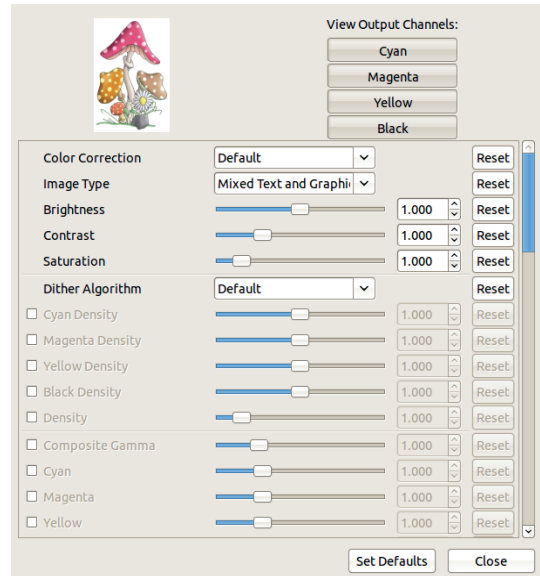 View Output Channels:
Cyan
Magenta
Yellow
Black
Color Correction Default Reset
Image Type Mixed Text and Graphi Reset
Brightness 1.000 Reset
Contrast 1.000 Reset
Saturation 1.000 Reset
Dither Algorithm Default Reset
Cyan Density 1.000 Reset
Magenta Density 1.000 Reset
Yellow Density 1.000 Reset
Black Density 1.000 Reset
Density 1.000 Reset
Composite Gamma 1.000 Reset
Cyan 1.000 Reset
Magenta 1.000 Reset
Yellow 1.000 Reset
Set Defaults Close